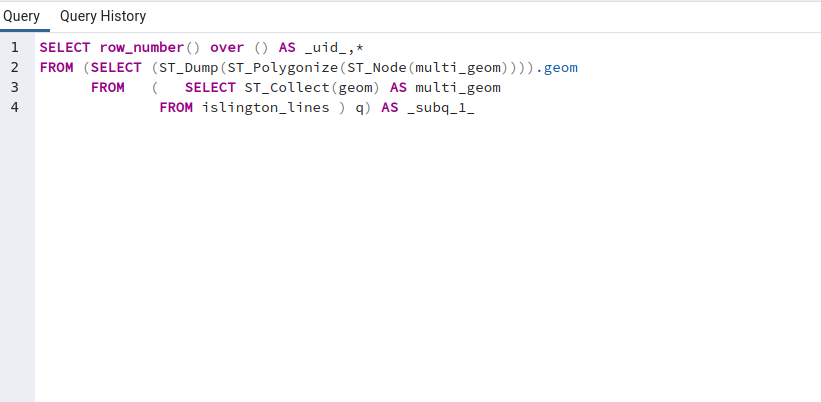 Query Query History
1 SELECT row_number() over () AS _uid_,*
2 FROM (SELECT (ST_Dump(ST_Polygonize(ST_Node(multi_geom)))).geom
3 FROM ( SELECT ST_Collect(geom) AS multi_geom
4 FROM islington_lines ) q) AS _subq_1_